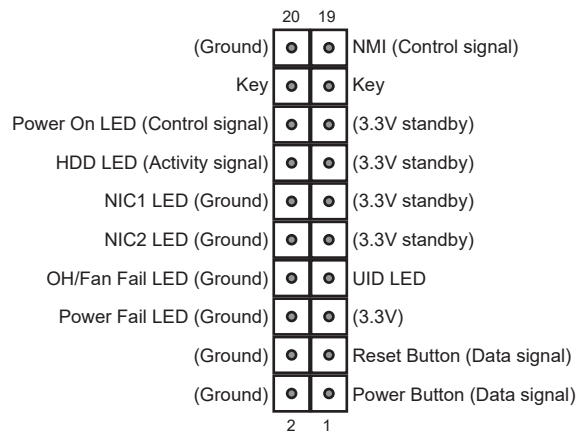 20 19
(Ground) NMI (Control signal)
Key Key
Power On LED (Control signal) (3.3V standby)
HDD LED (Activity signal) (3.3V standby)
NIC1 LED (Ground) (3.3V standby)
NIC2 LED (Ground) (3.3V standby)
OH/Fan Fail LED (Ground) UID LED
Power Fail LED (Ground) (3.3V)
(Ground) Reset Button (Data signal)
(Ground) Power Button (Data signal)
2 1